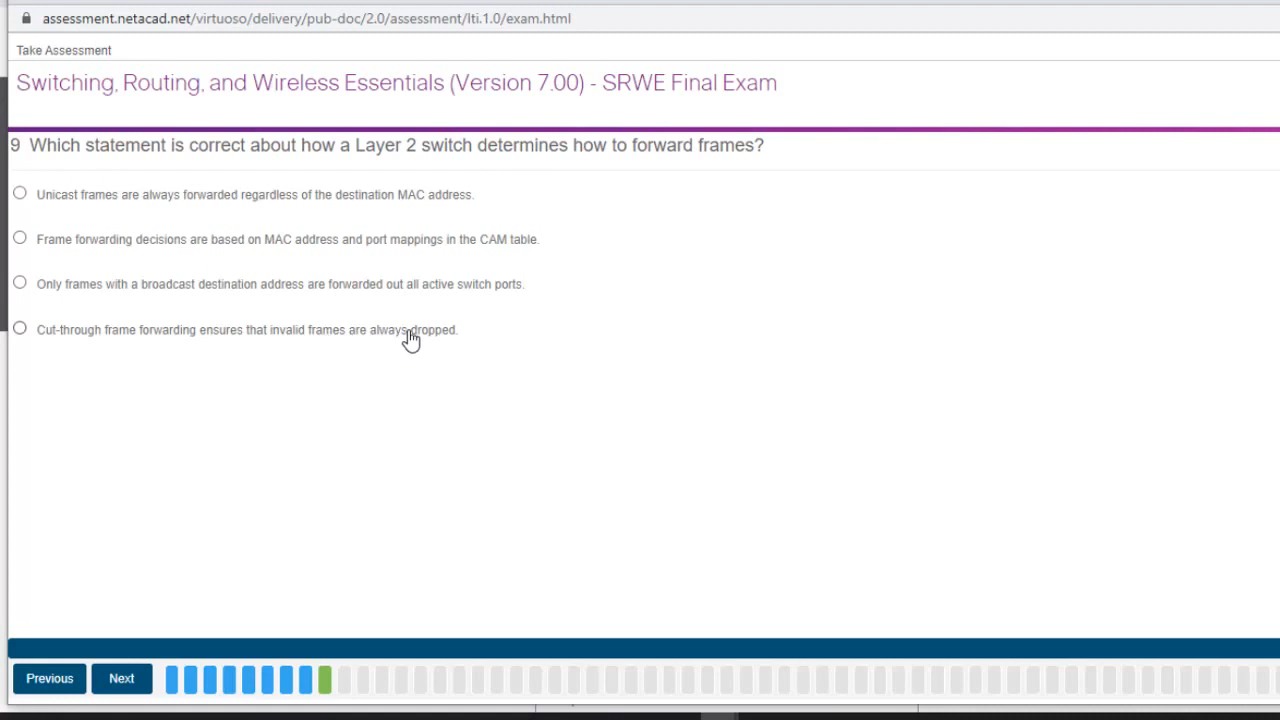 assessment.netacad.net/virtuoso/delivery/pub-doc/2.0/assessment/lti.1.0/exam.html
Take Assessment
Switching, Routing, and Wireless Essentials (Version 7.00) - SRWE Final Exam
9 Which statement is correct about how a Layer 2 switch determines how to forward frames?
Unicast frames are always forwarded regardless of the destination MAC address.
Frame forwarding decisions are based on MAC address and port mappings in the CAM table.
Only frames with a broadcast destination address are forwarded out all active switch ports.
Cut-through frame forwarding ensures that invalid frames are always dropped.
Previous Next